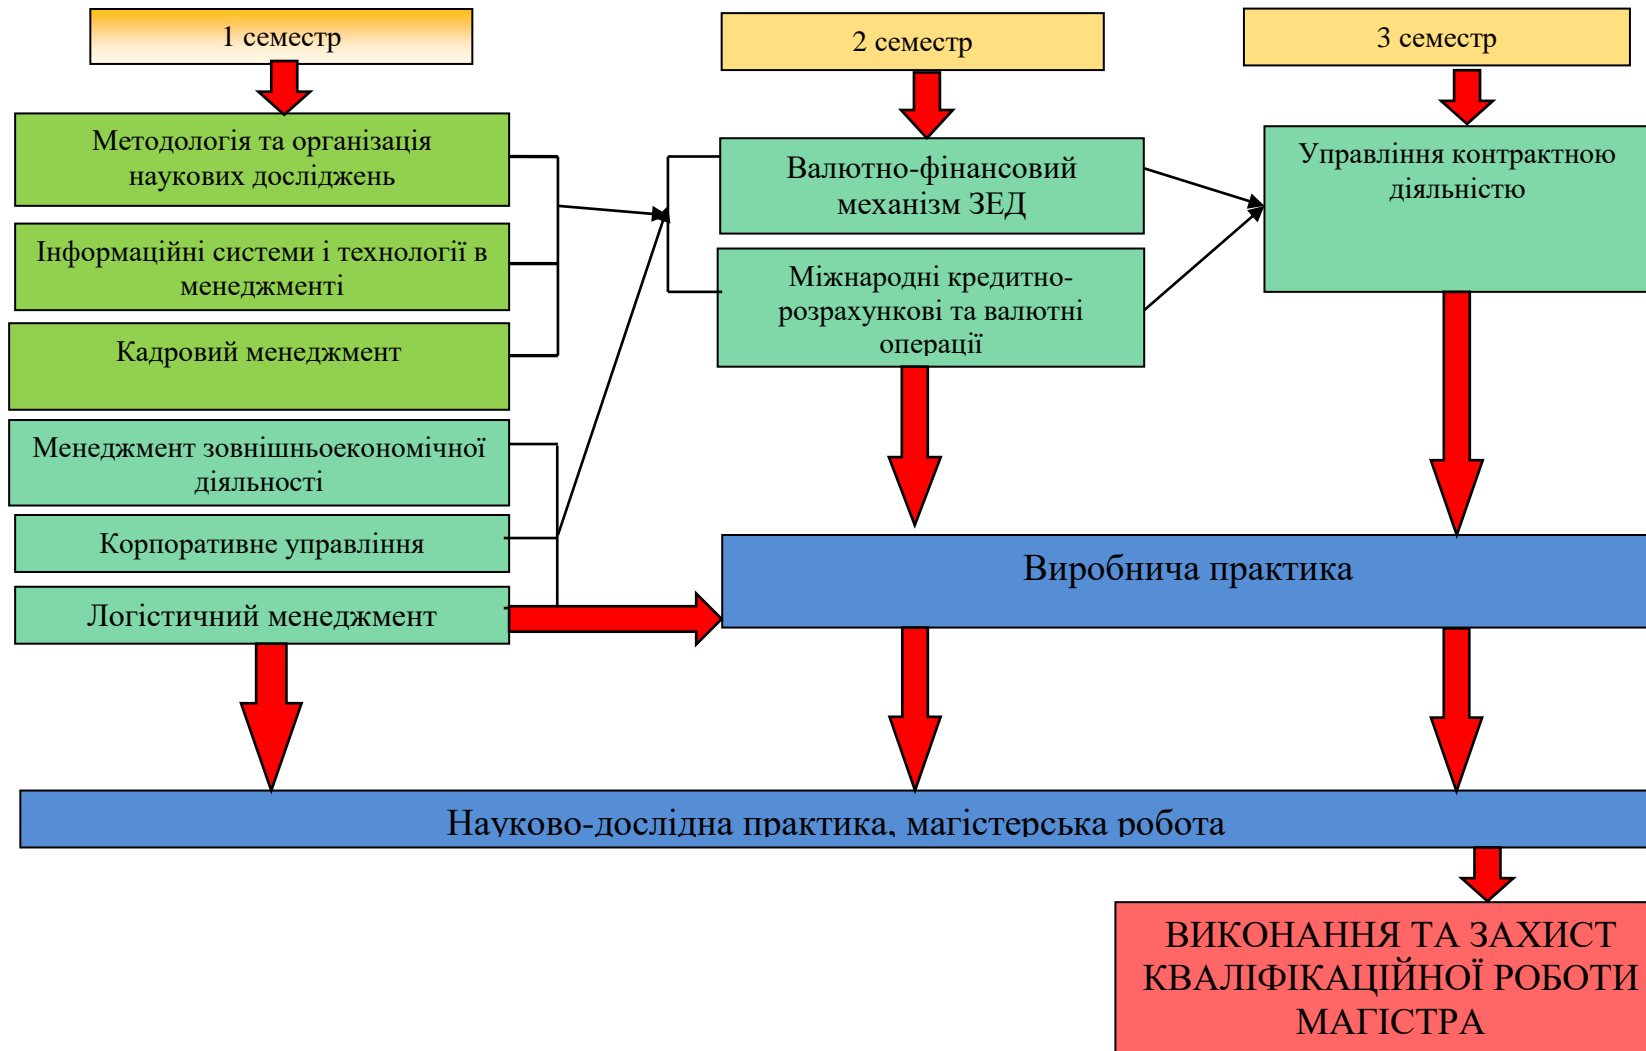 1 семестр
2 семестр
3 семестр
Методологія та організація
наукових досліджень
Інформаційні системи і технології в
менеджменті
Кадровий менеджмент
Менеджмент зовнішньоекономічної
діяльності
Корпоративне управління
Логістичний менеджмент
Валютно-фінансовий
механізм ЗЕД
Міжнародні кредитно-
розрахункові та валютні
операції
Управління контрактною
діяльністю
Виробнича практика
Науково-дослідна практика, магістерська робота
ВИКОНАННЯ ТА ЗАХИСТ
КВАЛІФІКАЦІЙНОЇ РОБОТИ
МАГІСТРА